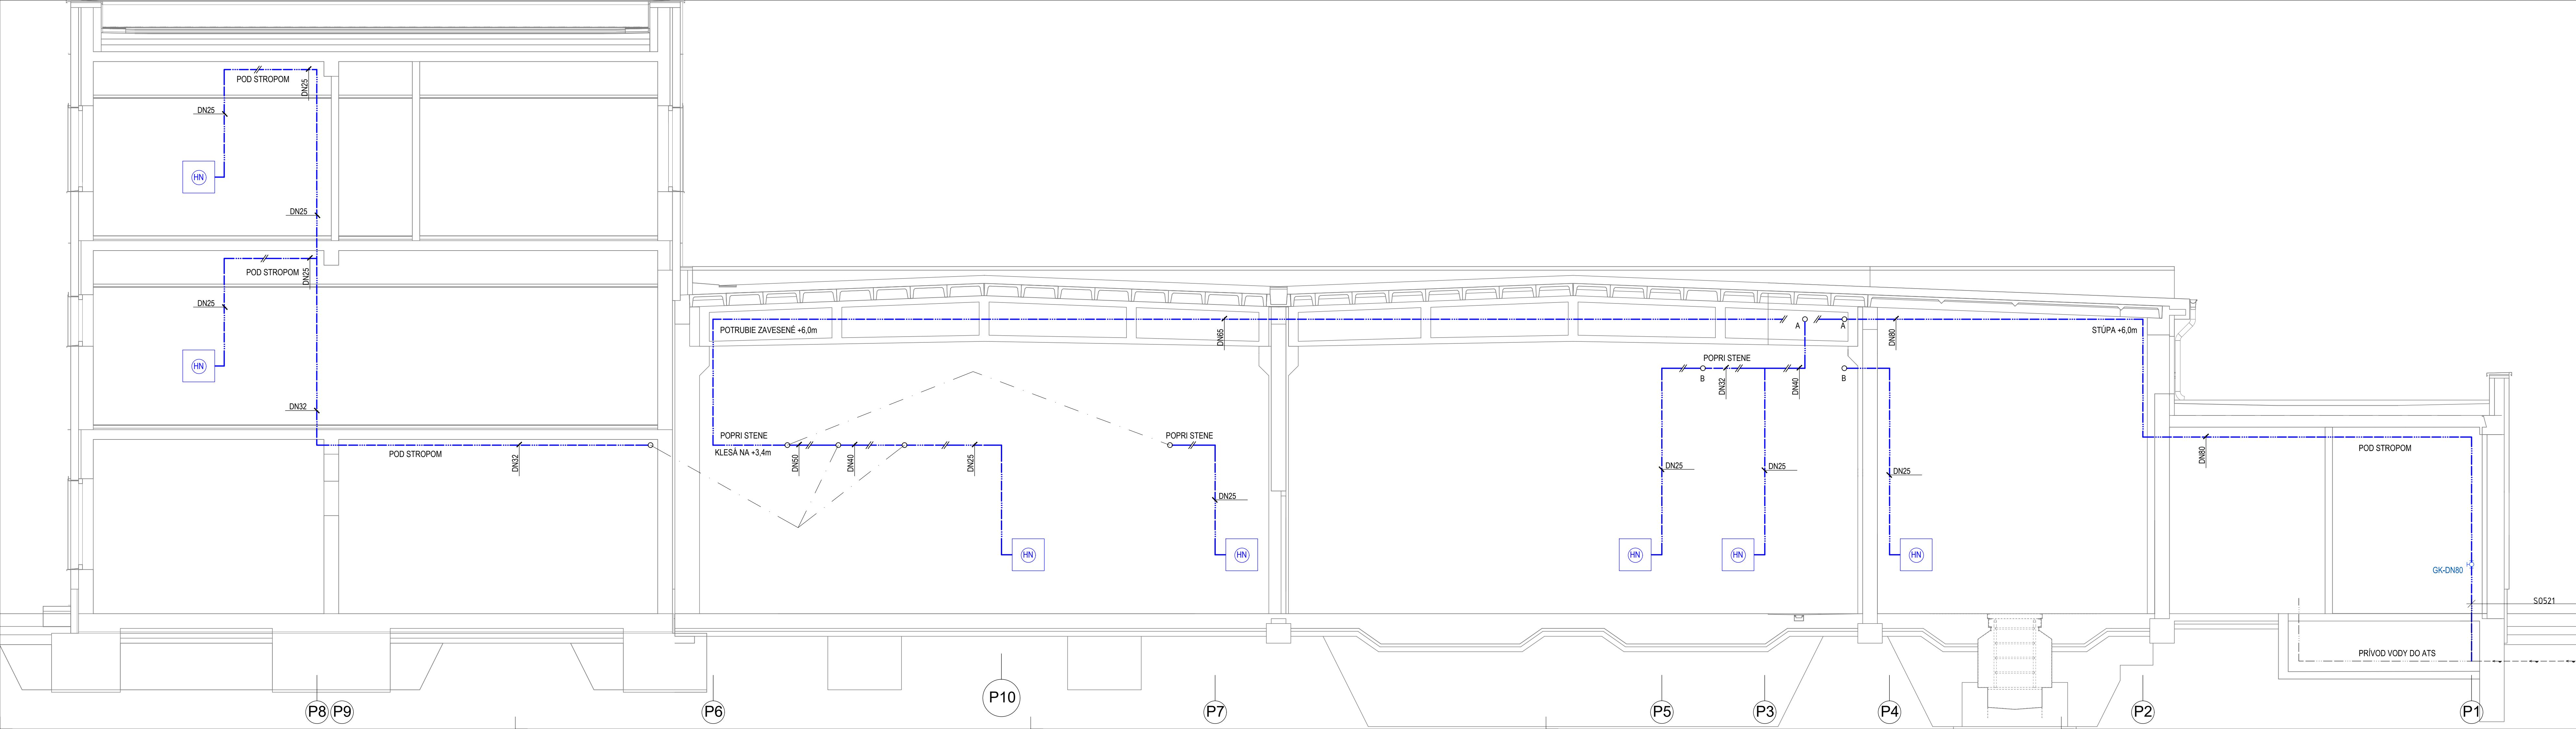 POD STROPOM
DN25
DN25
HN
DN25
POD STROPOM
DN25
DN25
HN
DN32
POD STROPOM
DN32
POTRUBIE ZAVESENÉ +6,0m
DN65
POPRI STENE
KLESÁ NA +3,4m
DN50
DN40
DN25
HN
POPRI STENE
DN25
HN
A
A
DN80
STÚPA +6,0m
POPRI STENE
B
DN32
DN40
B
DN25
DN25
DN25
HN
HN
HN
DN80
POD STROPOM
GK-DN80
SO521
PRÍVOD VODY DO ATS
P8
P9
P6
P10
P7
P5
P3
P4
P2
P1